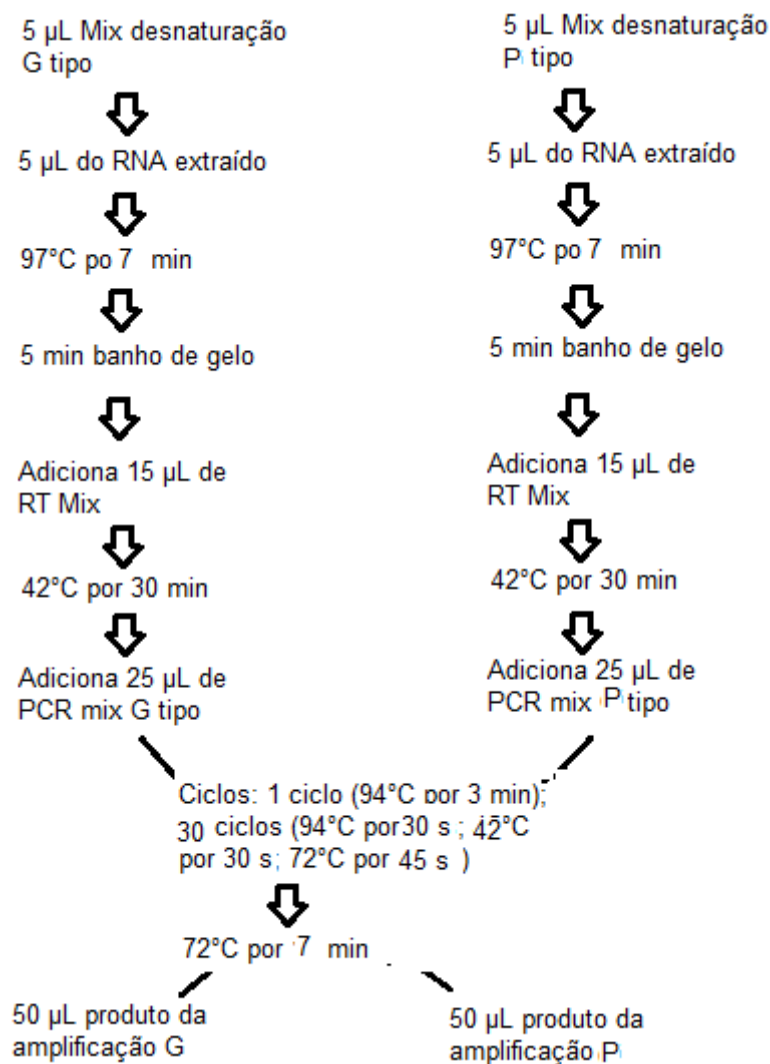 5 µL Mix desnaturação
G tipo
5 µL do RNA extraído
97°C po 7 min
5 min banho de gelo
Adiciona 15 µL de
RT Mix
42°C por 30 min
Adiciona 25 µL de
PCR mix G tipo
5 µL Mix desnaturação
P tipo
5 µL do RNA extraído
97°C po 7 min
5 min banho de gelo
Adiciona 15 µL de
RT Mix
42°C por 30 min
Adiciona 25 µL de
PCR mix P tipo
Ciclos: 1 ciclo (94°C por 3 min);
30 ciclos (94°C por30 s ; 42°C
por 30 s; 72°C por 45 s )
72°C por 7 min
50 µL produto da
amplificação G
50 µL produto da
amplificação P